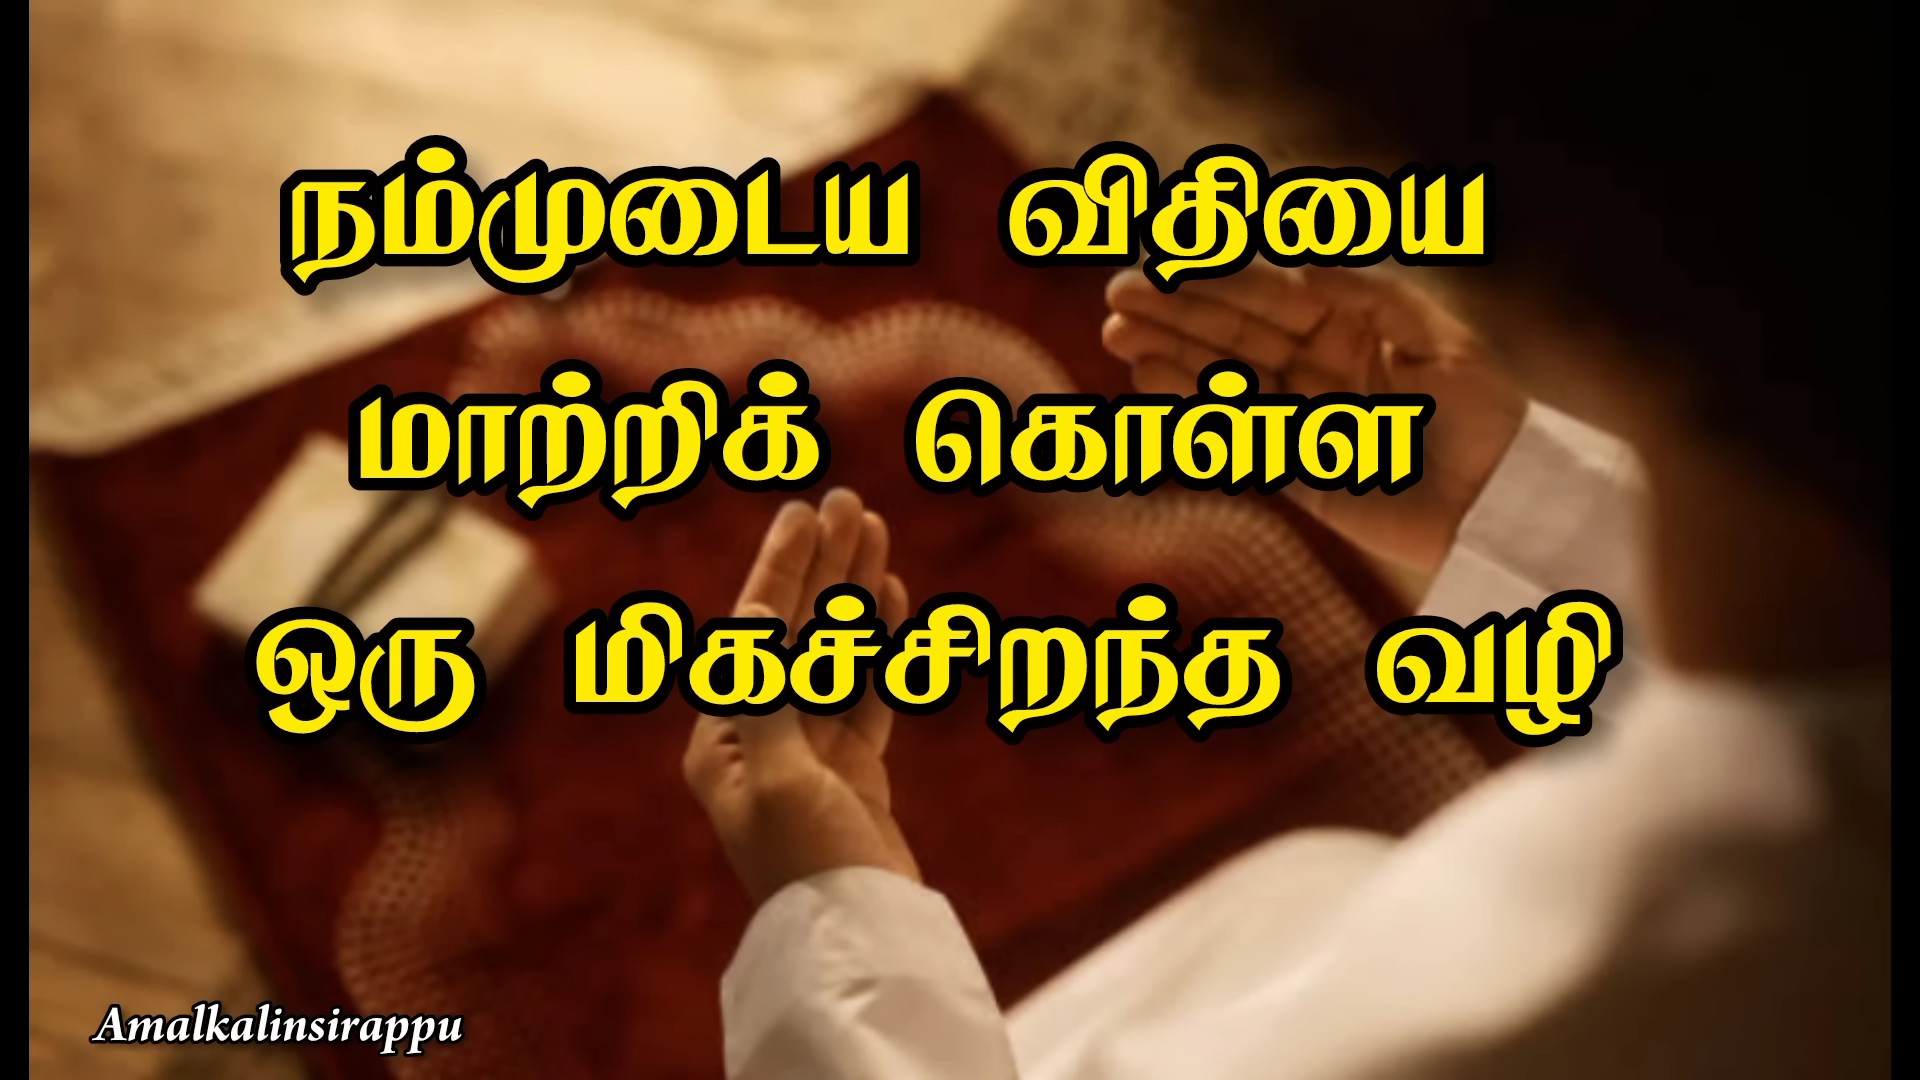 நம்முடைய விதியை
மாற்றிக் கொள்ள
ஒரு மிகச்சிறந்த வழி
Amalkalinsirappu